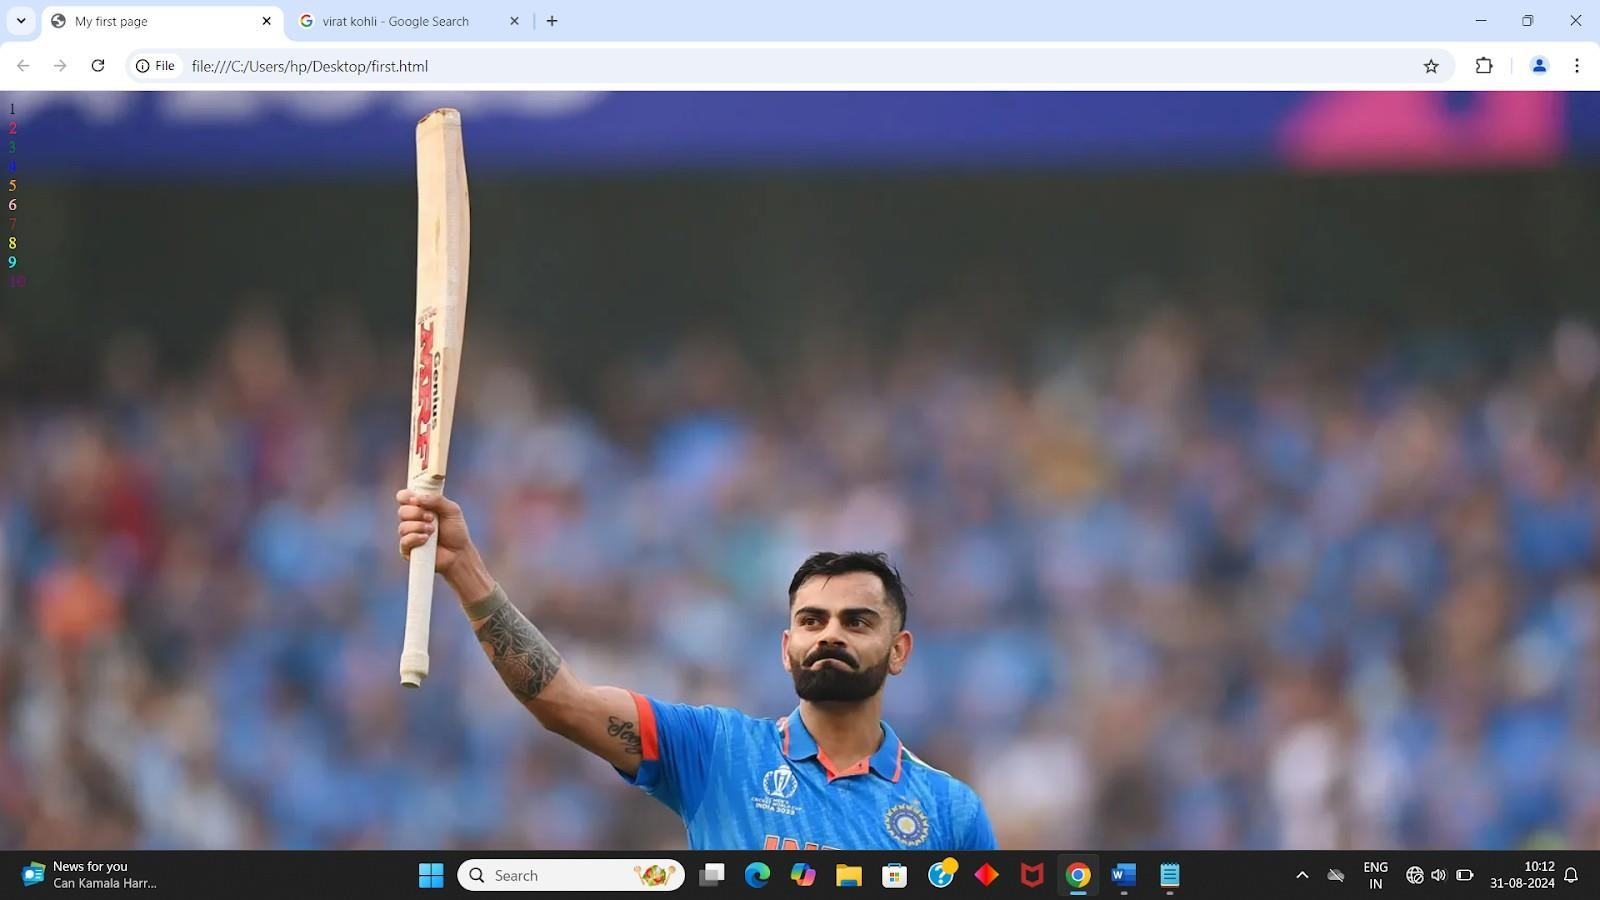 My first page
virat kohli - Google Search
File
file:///C:/Users/hp/Desktop/first.html
1
2
3
4
5
6
7
8
9
10
Genius
MRF
INDIA 2023
News for you
Can Kamala Harr...
Search
ENG
IN
10:12
31-08-2024